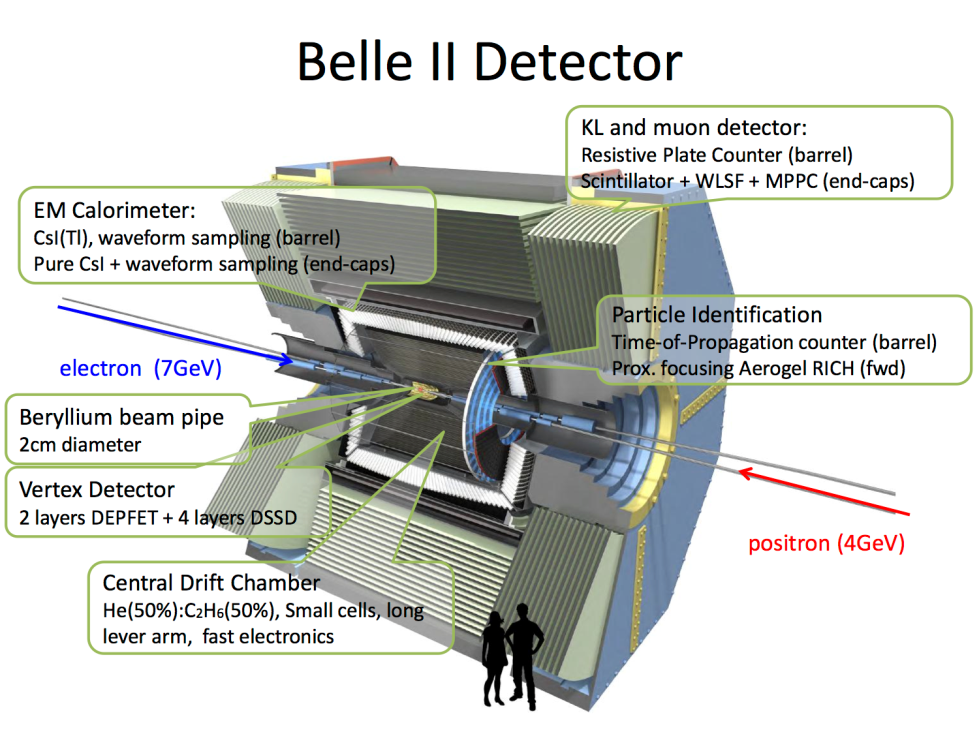 Belle II Detector
KL and muon detector:
Resistive Plate Counter (barrel)
Scintillator + WLSF + MPPC (end-caps)
EM Calorimeter:
CsI(Tl), waveform sampling (barrel)
Pure CsI + waveform sampling (end-caps)
Particle Identification
Time-of-Propagation counter (barrel)
Prox. focusing Aerogel RICH (fwd)
electron (7GeV)
Beryllium beam pipe
2cm diameter
Vertex Detector
2 layers DEPFET + 4 layers DSSD
positron (4GeV)
Central Drift Chamber
He(50%):C₂H₆(50%), Small cells, long
lever arm, fast electronics